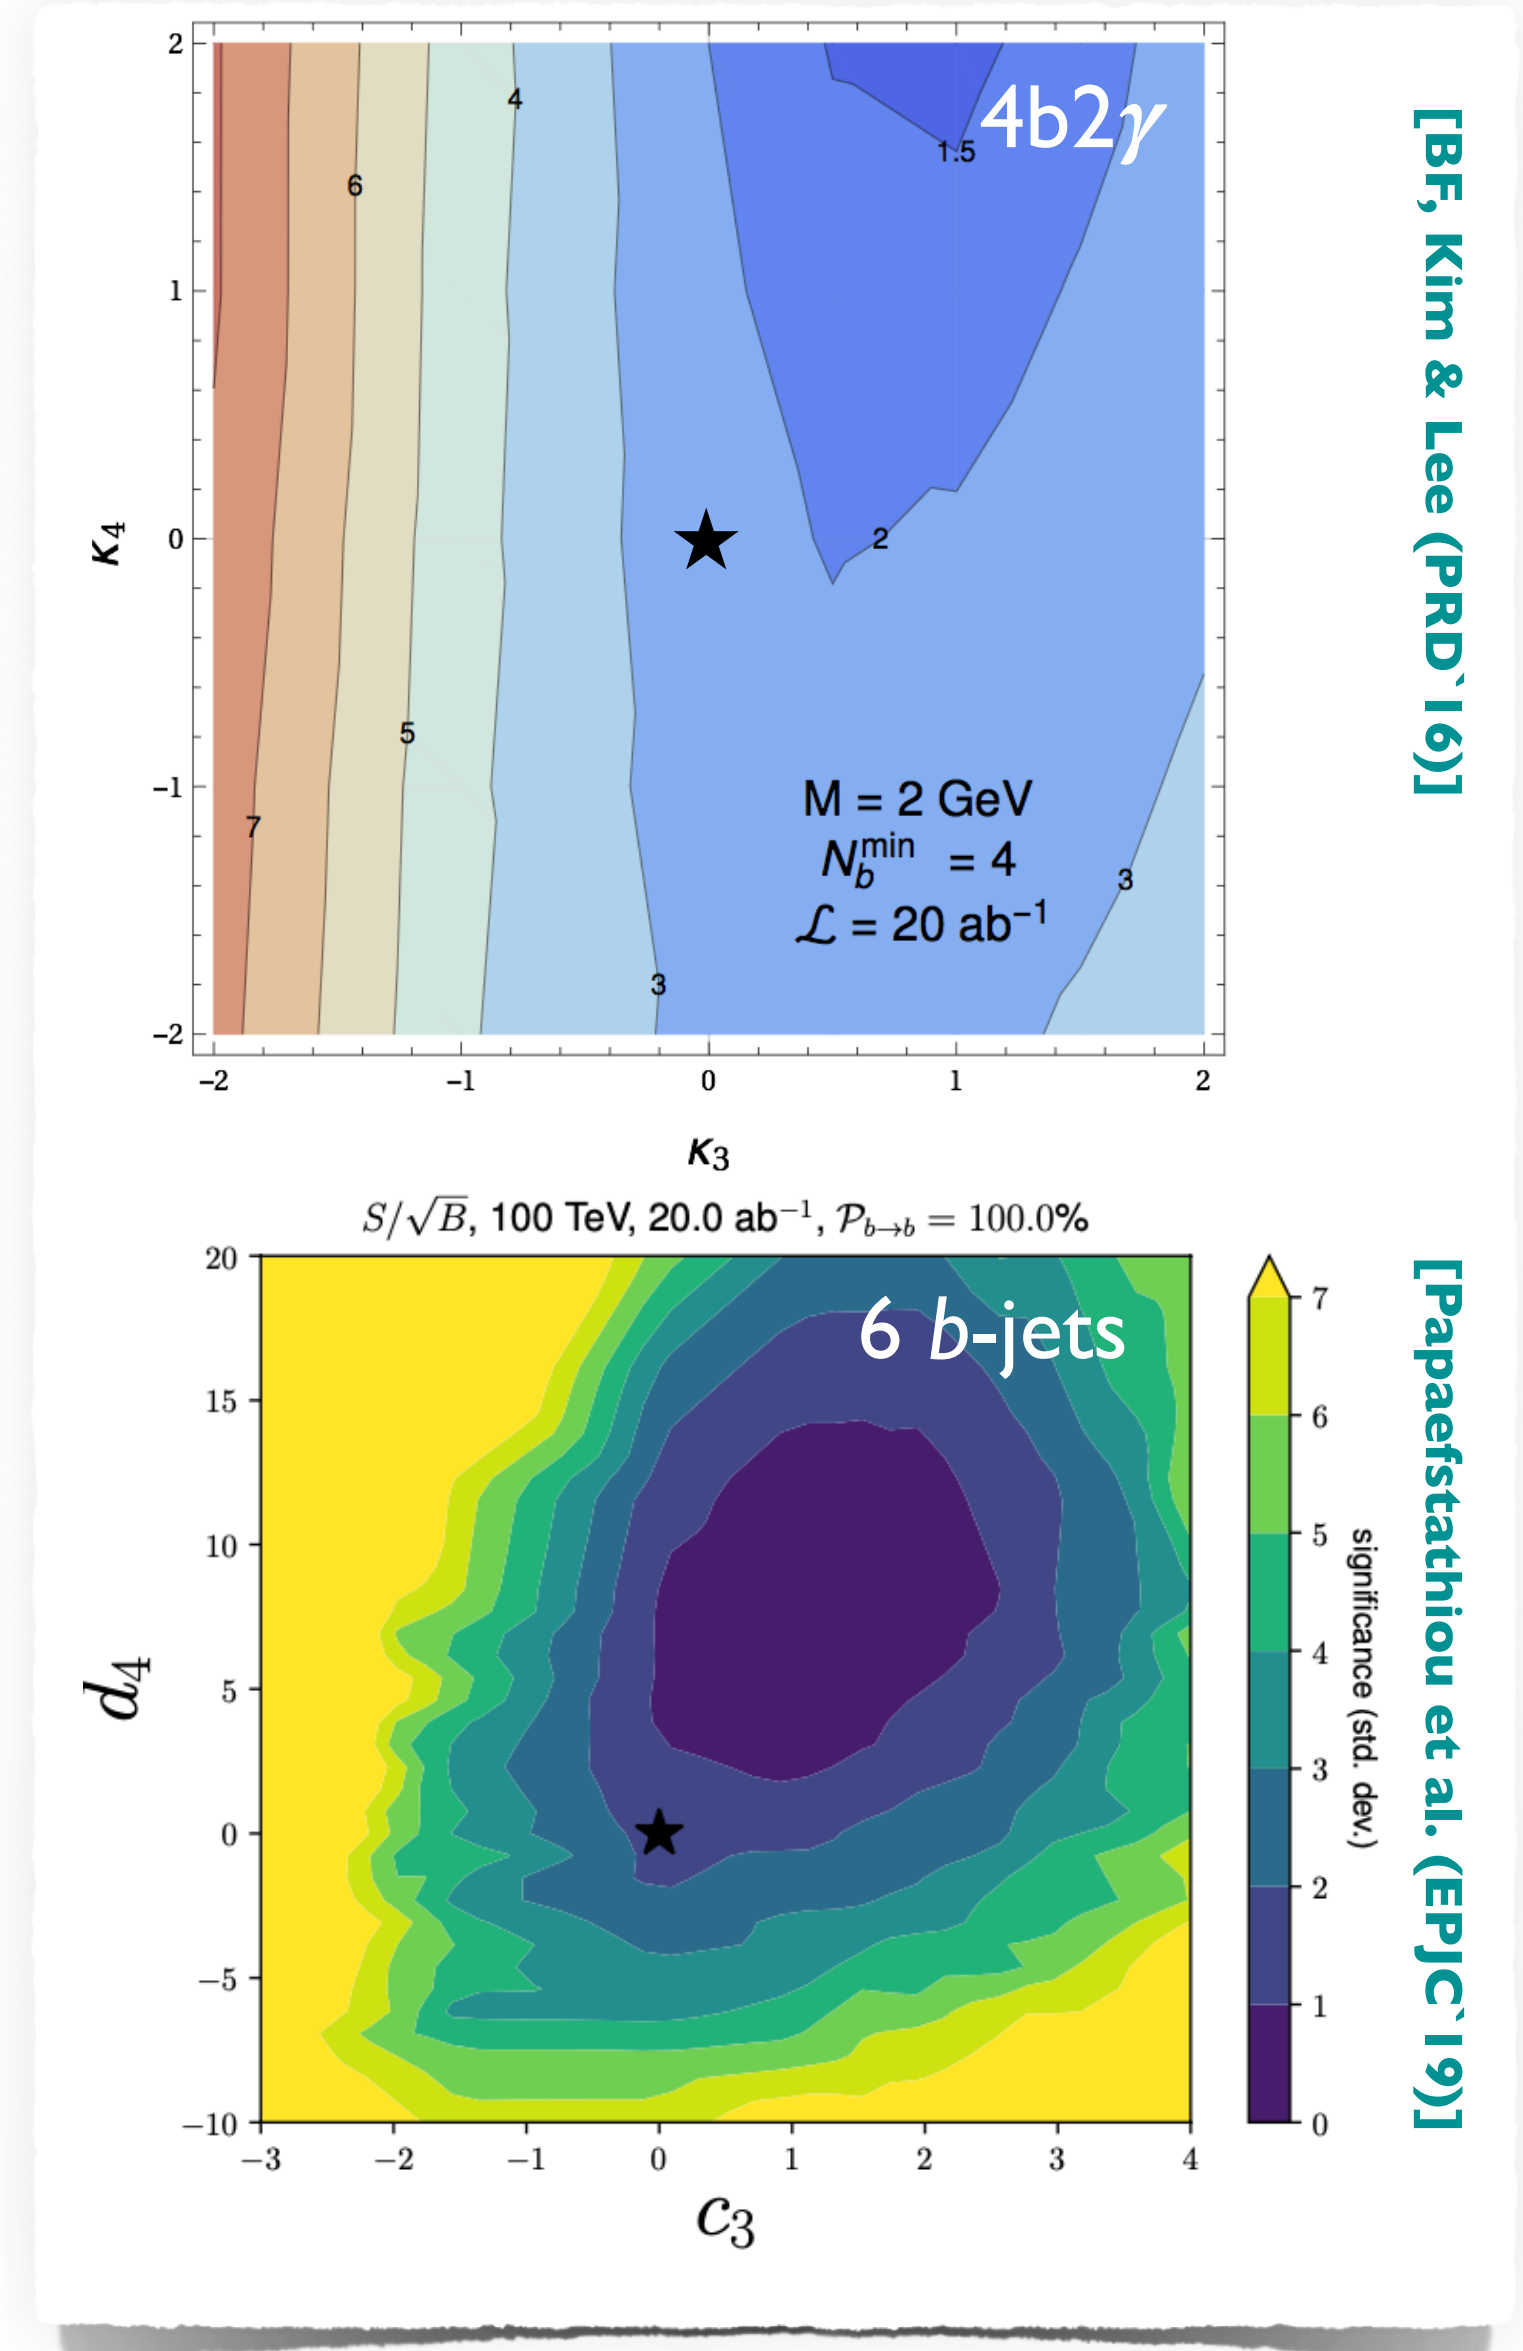 4b2γ
[BF, Kim & Lee (PRD`16)]
2
1
0
−1
−2
κ4
4
6
1.5
2
5
7
3
3
M = 2 GeV
N_b^min = 4
ℒ = 20 ab⁻¹
−2 −1 0 1 2
κ3
S/√B, 100 TeV, 20.0 ab⁻¹, 𝒫b→b = 100.0%
6 b-jets
[Papaefstathiou et al. (EPJC`19)]
20
15
10
5
0
−5
−10
d4
−3 −2 −1 0 1 2 3 4
c3
7
6
5
4
3
2
1
0
significance (std. dev.)